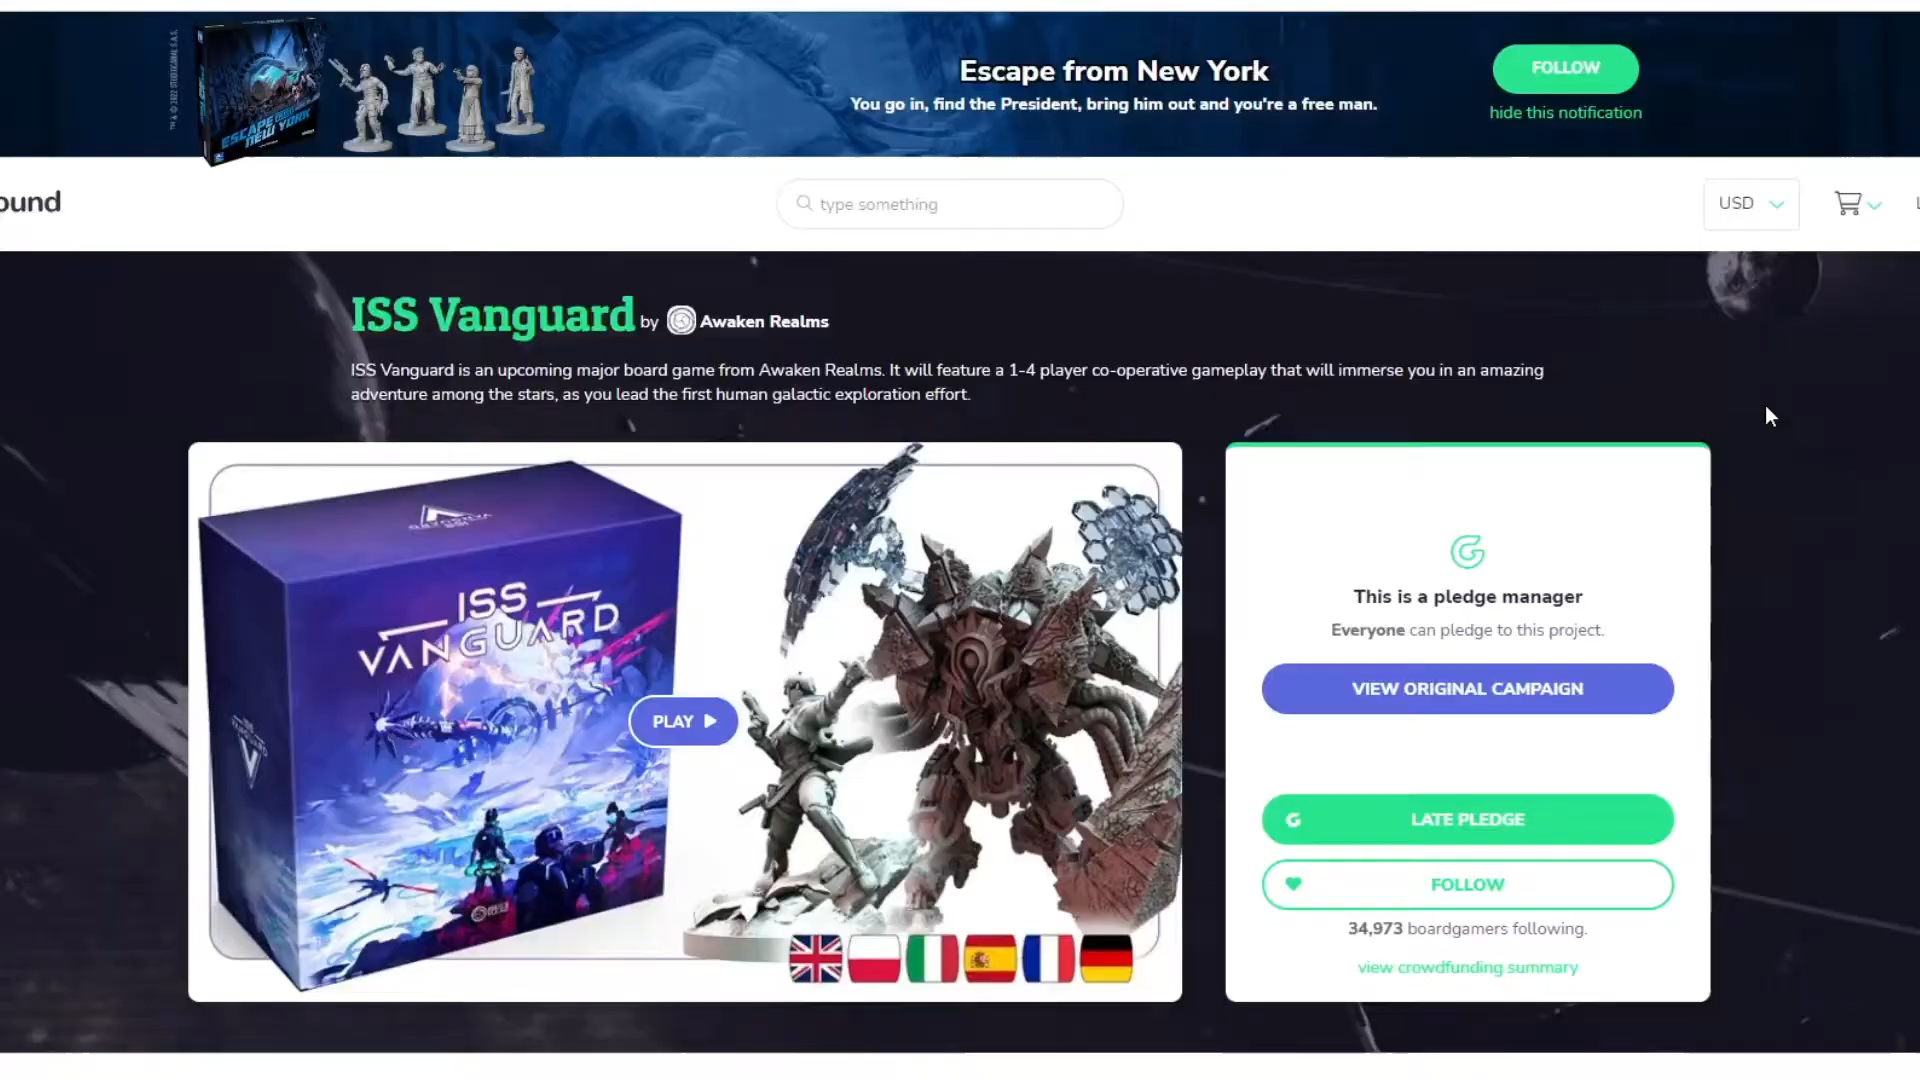 ESCAPE FROM
NEW YORK
Escape from New York
You go in, find the President, bring him out and you're a free man.
FOLLOW
hide this notification
ound
type something
USD
ISS Vanguard by Awaken Realms
ISS Vanguard is an upcoming major board game from Awaken Realms. It will feature a 1-4 player co-operative gameplay that will immerse you in an amazing
adventure among the stars, as you lead the first human galactic exploration effort.
ISS
VANGUARD
PLAY
This is a pledge manager
Everyone can pledge to this project.
VIEW ORIGINAL CAMPAIGN
LATE PLEDGE
FOLLOW
34,973 boardgamers following.
view crowdfunding summary